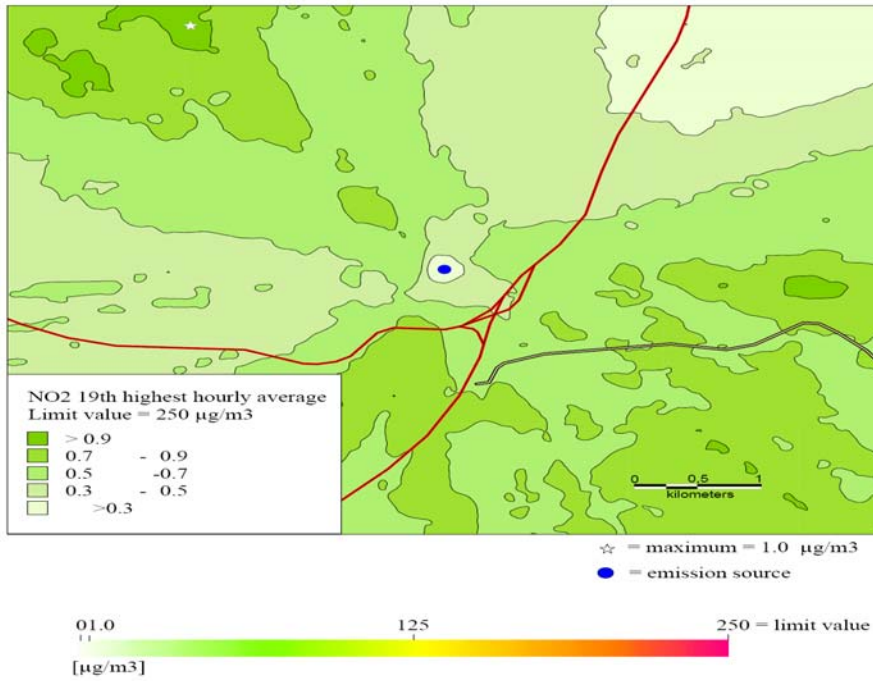 NO2 19th highest hourly average
Limit value = 250 µg/m3
> 0.9
0.7 - 0.9
0.5 -0.7
0.3 - 0.5
>0.3
0 0,5 1
kilometers
☆ = maximum = 1.0 µg/m3
= emission source
01.0 125 250 = limit value
[µg/m3]